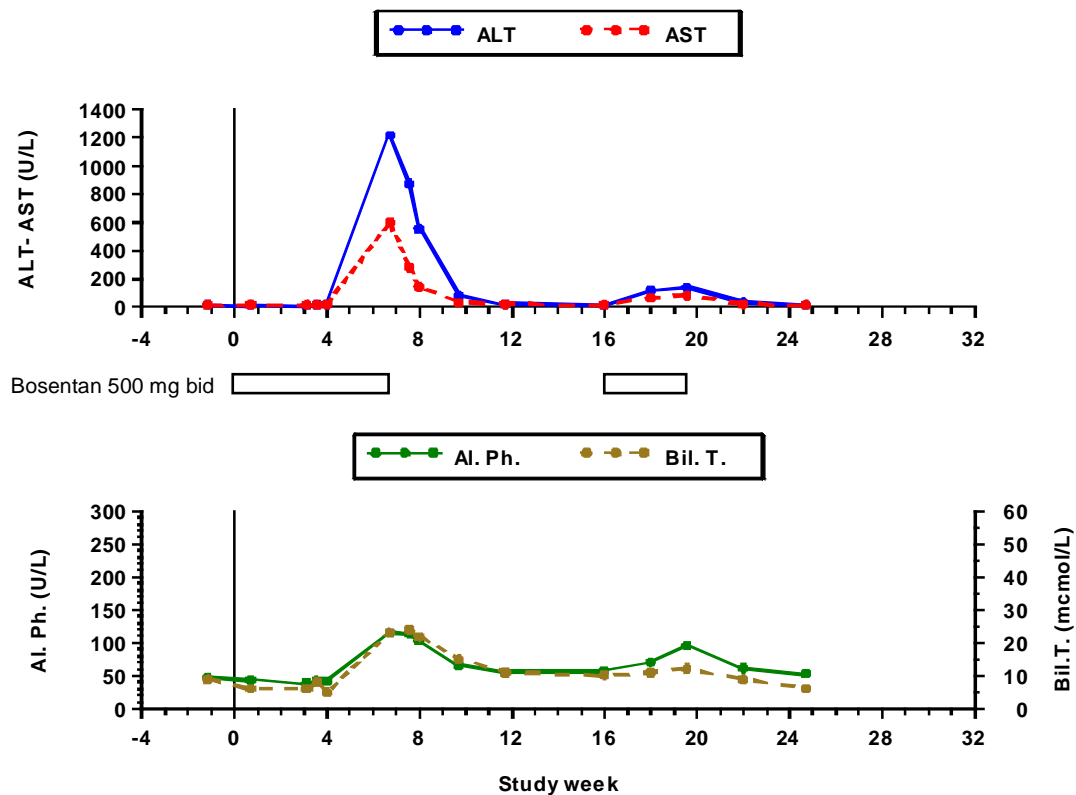 ALT AST
ALT- AST (U/L)
1400
1200
1000
800
600
400
200
0
-4 0 4 8 12 16 20 24 28 32
Bosentan 500 mg bid
Al. Ph. Bil. T.
Al. Ph. (U/L)
300
250
200
150
100
50
0
60
50
40
30
20
10
0
Bil.T. (mcmol/L)
-4 0 4 8 12 16 20 24 28 32
Study week